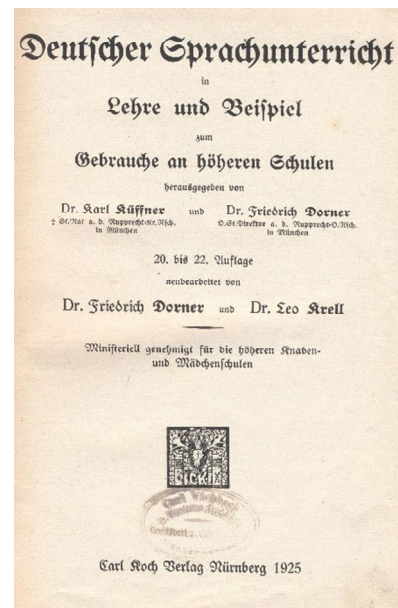 Deutscher Sprachunterricht
in
Lehre und Beispiel
zum
Gebrauche an höheren Schulen
herausgegeben von
Dr. Karl Küffner und Dr. Friedrich Dorner
† St.Rat a. d. Rupprecht-Kr.Rsch. O.St.Direktor a. d. Rupprecht-O.Rsch.
in München in München
20. bis 22. Auflage
neubearbeitet von
Dr. Friedrich Dorner und Dr. Leo Krell
Ministeriell genehmigt für die höheren Knaben-
und Mädchenschulen
Carl Koch Verlag Nürnberg 1925